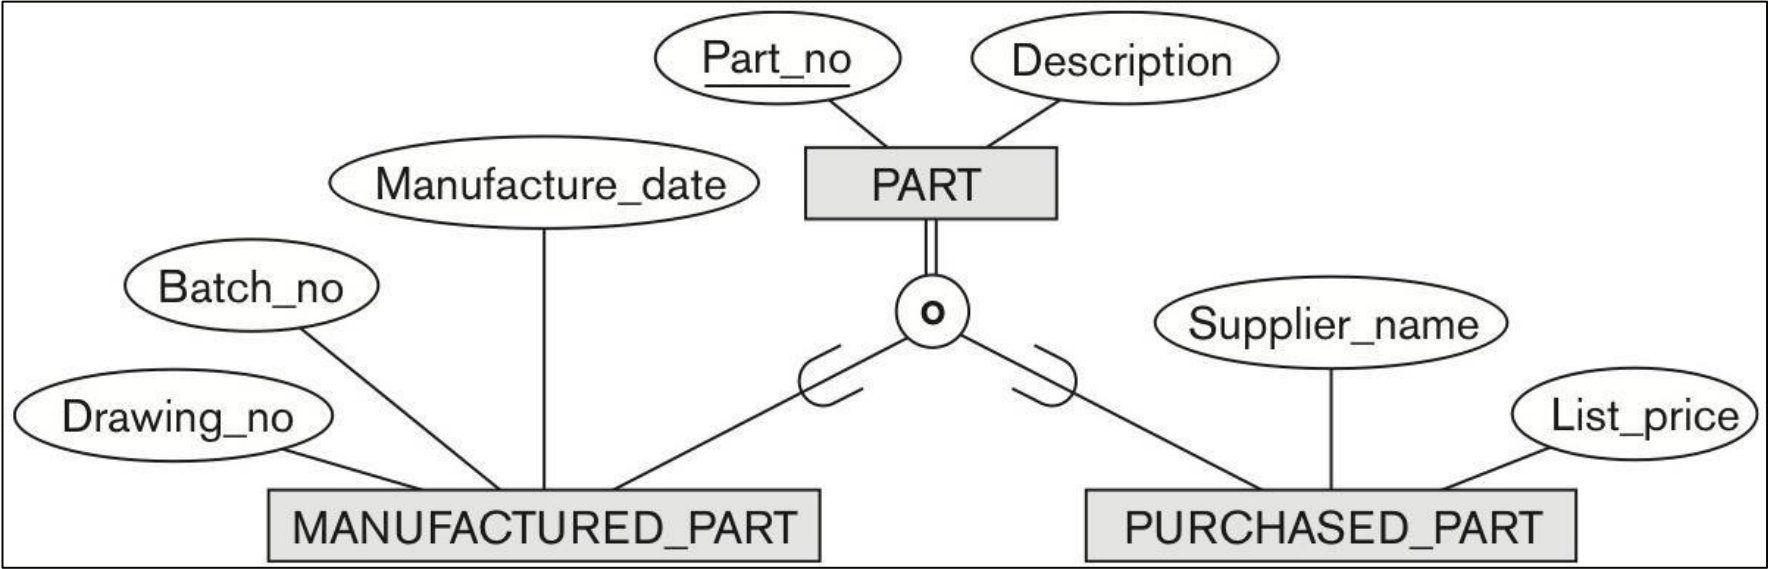 Part_no
Description
Manufacture_date
PART
Batch_no
o
Supplier_name
Drawing_no
List_price
MANUFACTURED_PART
PURCHASED_PART